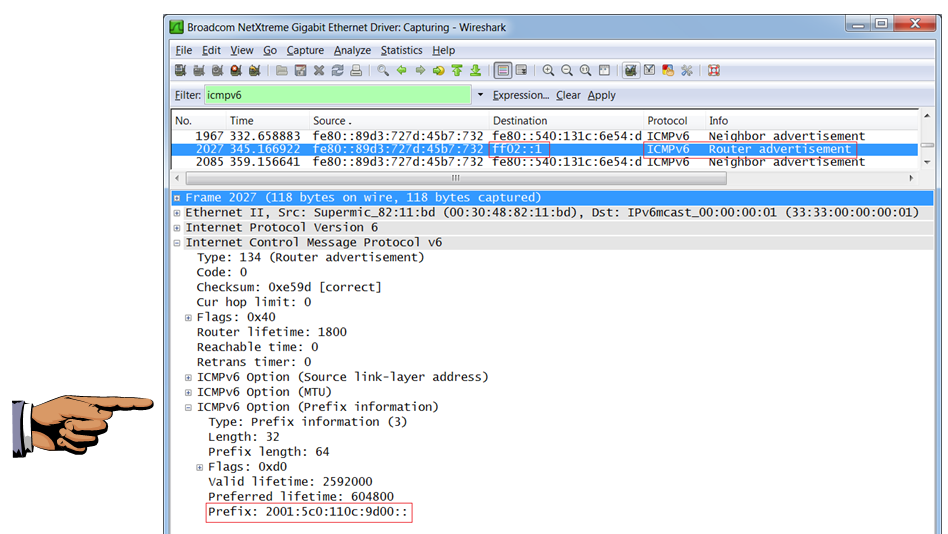 Broadcom NetXtreme Gigabit Ethernet Driver: Capturing - Wireshark
File Edit View Go Capture Analyze Statistics Help
Filter: icmpv6 Expression... Clear Apply
No. Time Source . Destination Protocol Info
1967 332.658883 fe80::89d3:727d:45b7:732 fe80::540:131c:6e54:d ICMPv6 Neighbor advertisement
2027 345.166922 fe80::89d3:727d:45b7:732 ff02::1 ICMPv6 Router advertisement
2085 359.156641 fe80::89d3:727d:45b7:732 fe80::540:131c:6e54:d ICMPv6 Neighbor advertisement
Frame 2027 (118 bytes on wire, 118 bytes captured)
Ethernet II, Src: Supermic_82:11:bd (00:30:48:82:11:bd), Dst: IPv6mcast_00:00:00:01 (33:33:00:00:00:01)
Internet Protocol Version 6
Internet Control Message Protocol v6
Type: 134 (Router advertisement)
Code: 0
Checksum: 0xe59d [correct]
Cur hop limit: 0
Flags: 0x40
Router lifetime: 1800
Reachable time: 0
Retrans timer: 0
ICMPv6 Option (Source link-layer address)
ICMPv6 Option (MTU)
ICMPv6 Option (Prefix information)
Type: Prefix information (3)
Length: 32
Prefix length: 64
Flags: 0xd0
Valid lifetime: 2592000
Preferred lifetime: 604800
Prefix: 2001:5c0:110c:9d00::